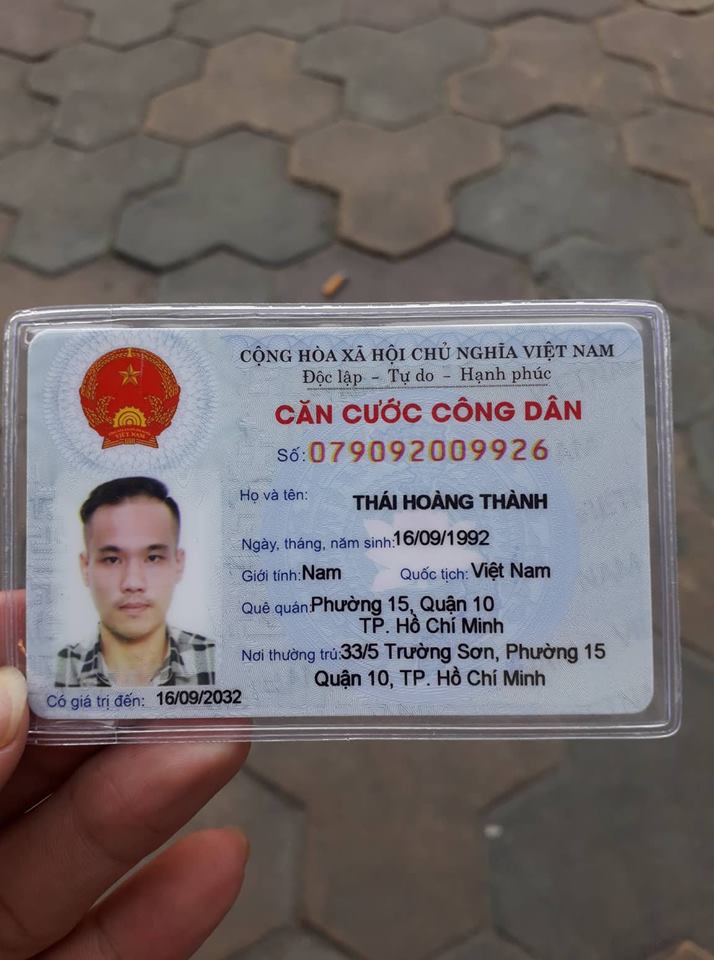 CỘNG HÒA XÃ HỘI CHỦ NGHĨA VIỆT NAM
Độc lập - Tự do - Hạnh phúc
CĂN CƯỚC CÔNG DÂN
Số: 079092009926
Họ và tên: THÁI HOÀNG THÀNH
Ngày, tháng, năm sinh: 16/09/1992
Giới tính: Nam Quốc tịch: Việt Nam
Quê quán: Phường 15, Quận 10
TP. Hồ Chí Minh
Nơi thường trú: 33/5 Trường Sơn, Phường 15
Quận 10, TP. Hồ Chí Minh
Có giá trị đến: 16/09/2032
VIỆT NAM